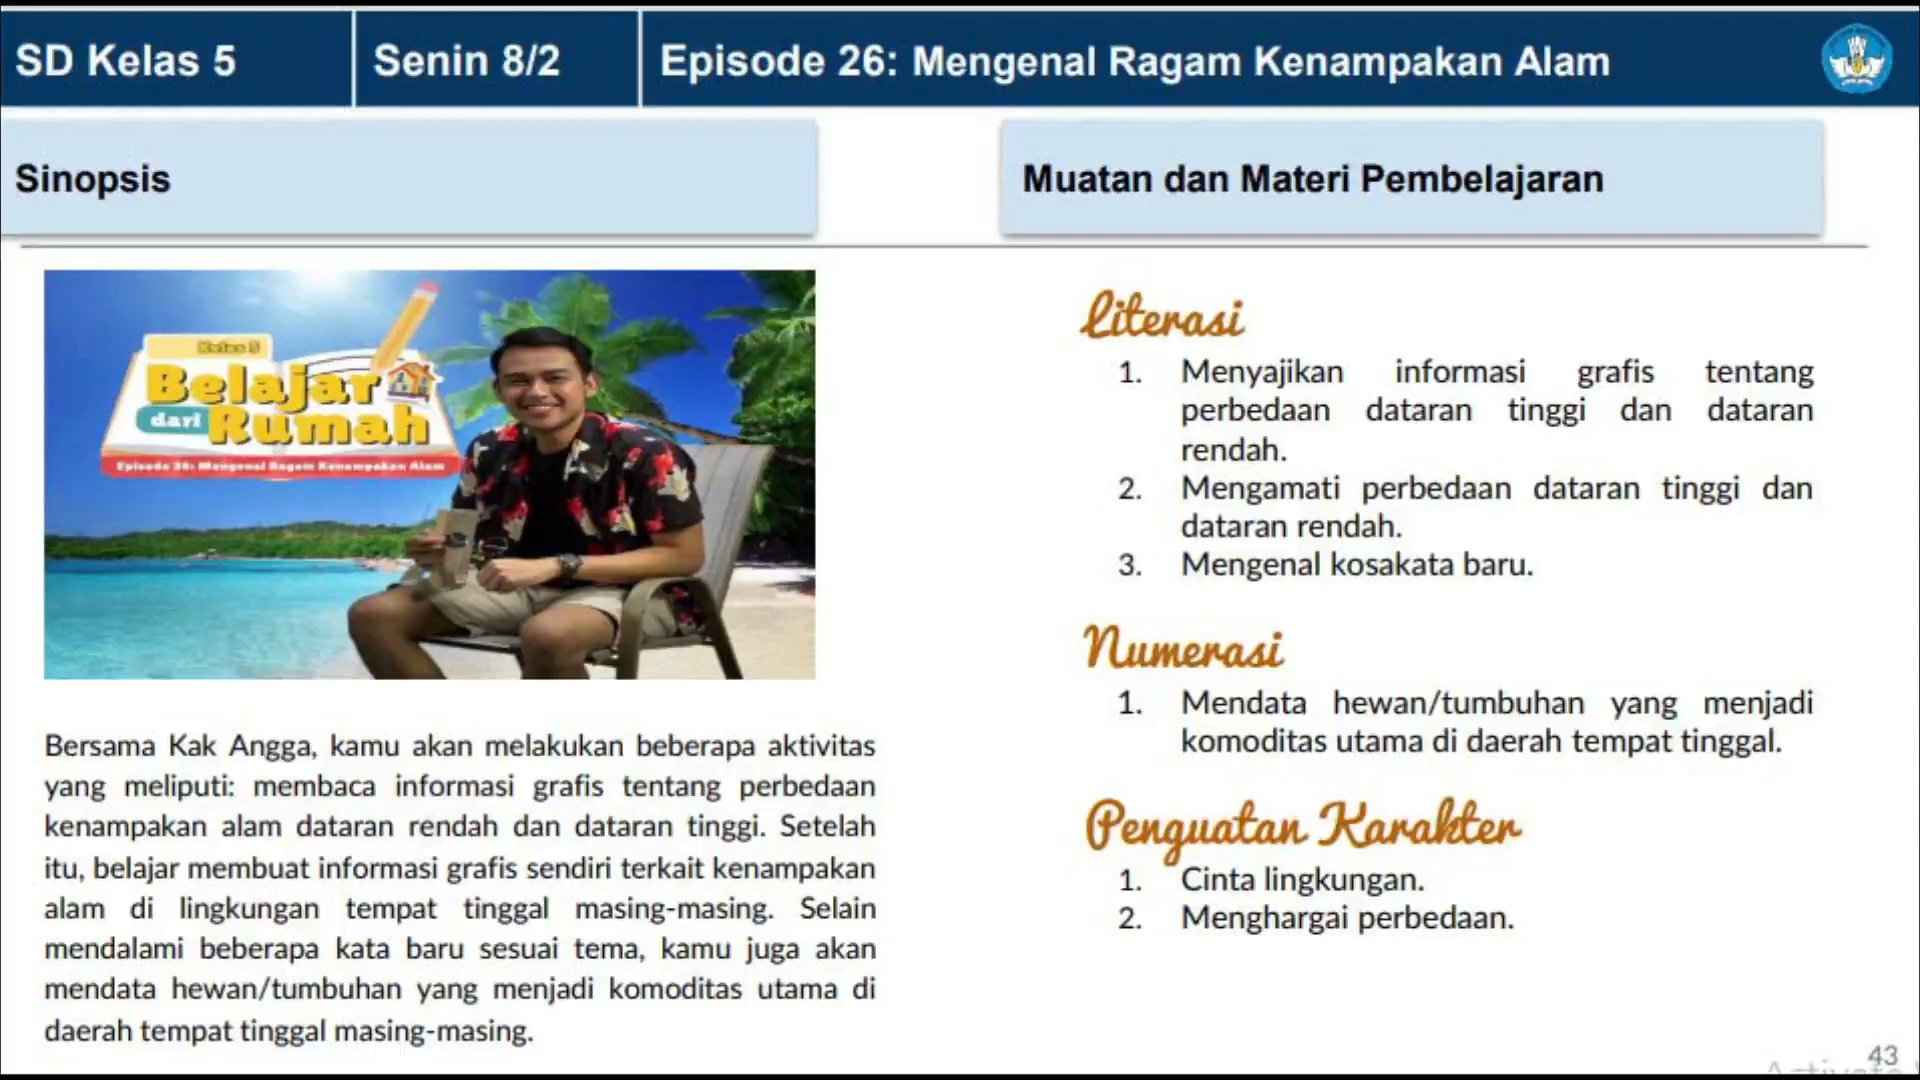 SD Kelas 5
Senin 8/2
Episode 26: Mengenal Ragam Kenampakan Alam
Sinopsis
Kelas 5
Belajar
dari Rumah
Episode 26: Mengenal Ragam Kenampakan Alam
Bersama Kak Angga, kamu akan melakukan beberapa aktivitas
yang meliputi: membaca informasi grafis tentang perbedaan
kenampakan alam dataran rendah dan dataran tinggi. Setelah
itu, belajar membuat informasi grafis sendiri terkait kenampakan
alam di lingkungan tempat tinggal masing-masing. Selain
mendalami beberapa kata baru sesuai tema, kamu juga akan
mendata hewan/tumbuhan yang menjadi komoditas utama di
daerah tempat tinggal masing-masing.
Muatan dan Materi Pembelajaran
Literasi
1. Menyajikan informasi grafis tentang
perbedaan dataran tinggi dan dataran
rendah.
2. Mengamati perbedaan dataran tinggi dan
dataran rendah.
3. Mengenal kosakata baru.
Numerasi
1. Mendata hewan/tumbuhan yang menjadi
komoditas utama di daerah tempat tinggal.
Penguatan Karakter
1. Cinta lingkungan.
2. Menghargai perbedaan.
43